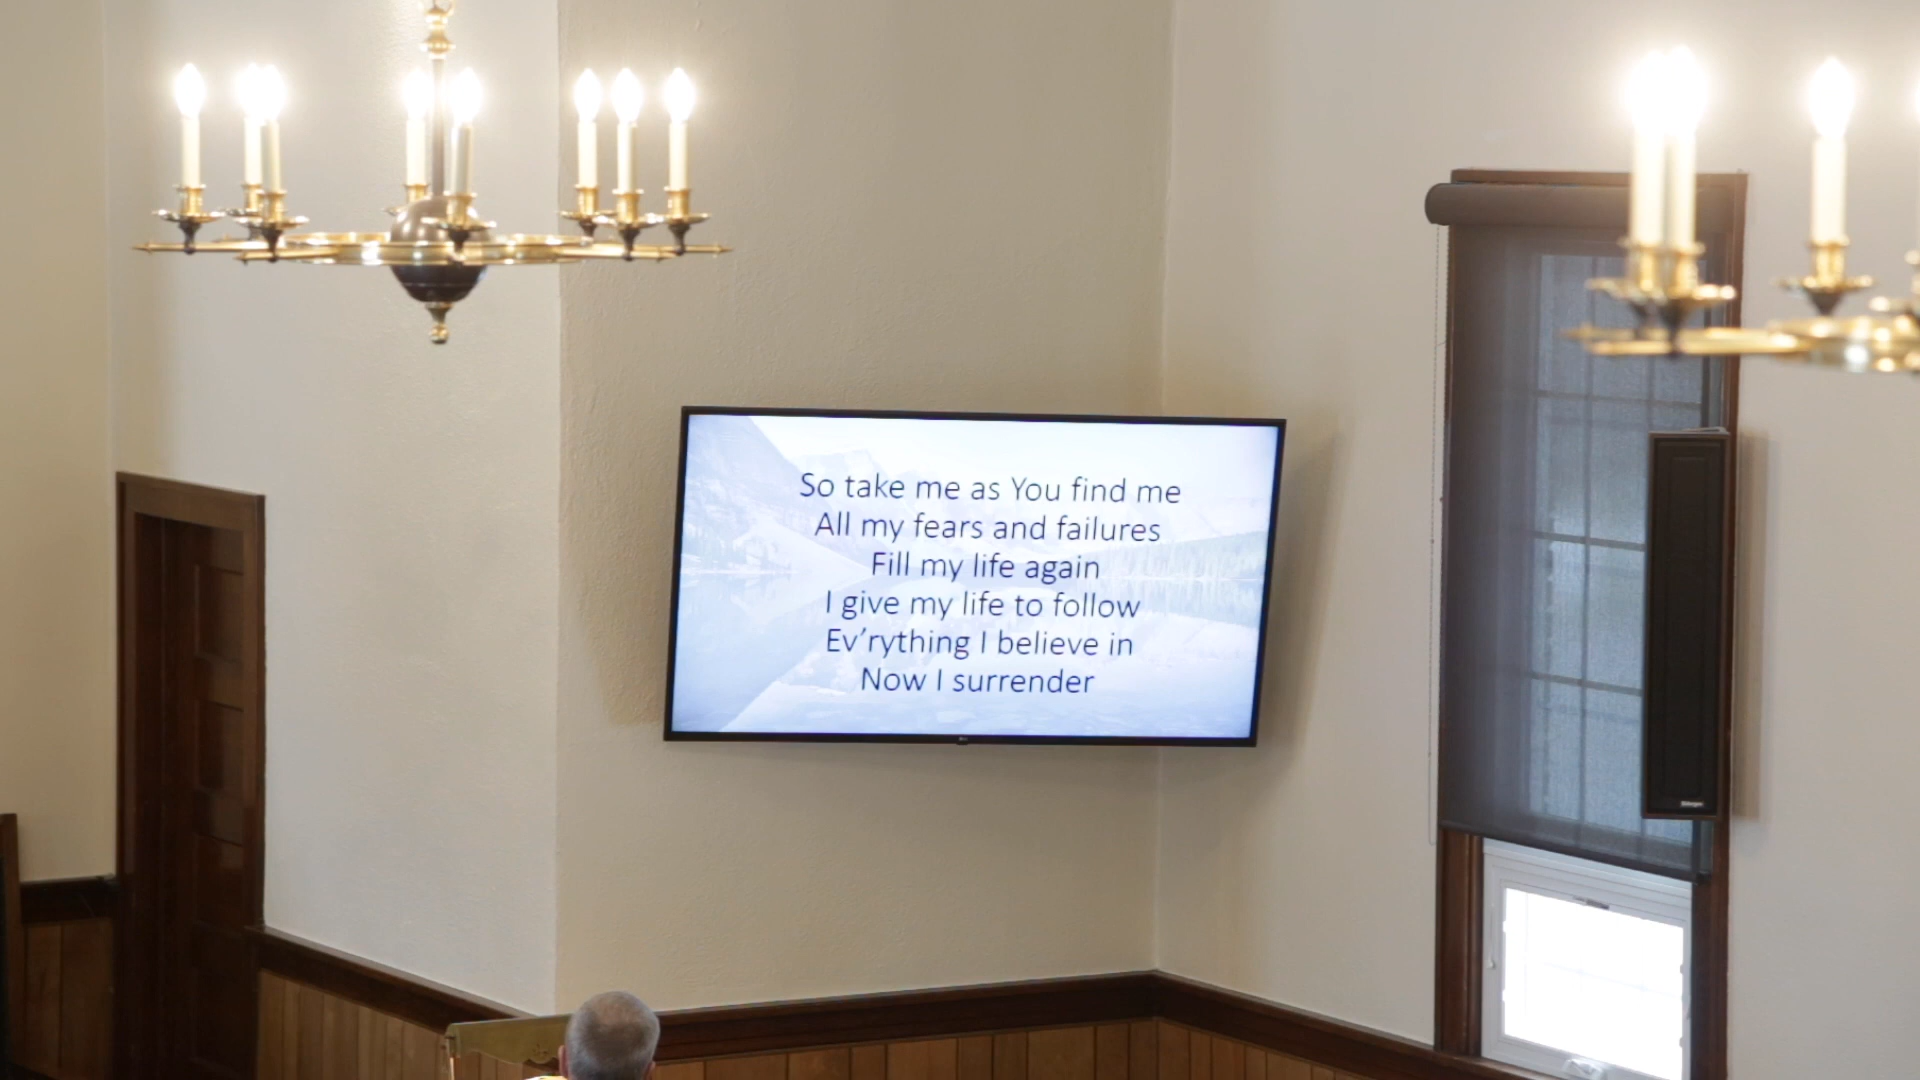 So take me as You find me
All my fears and failures
Fill my life again
I give my life to follow
Ev'rything I believe in
Now I surrender